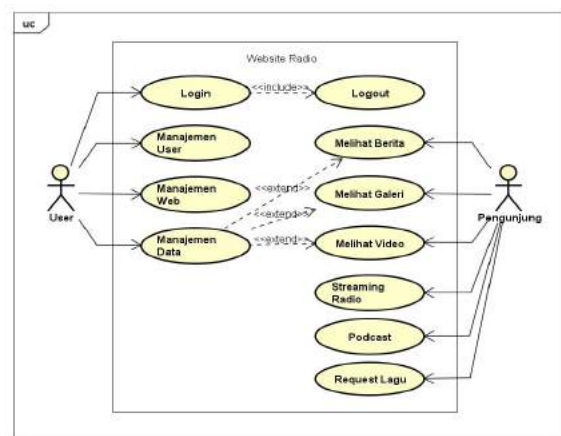 uc
Website Radio
Login
<<include>>
Logout
Manajemen
User
Melihat Berita
Manajemen
Web
<<extend>>
Melihat Galeri
User
Pengunjung
<<extend>>
Manajemen
Data
<<extend>>
Melihat Video
Streaming
Radio
Podcast
Request Lagu